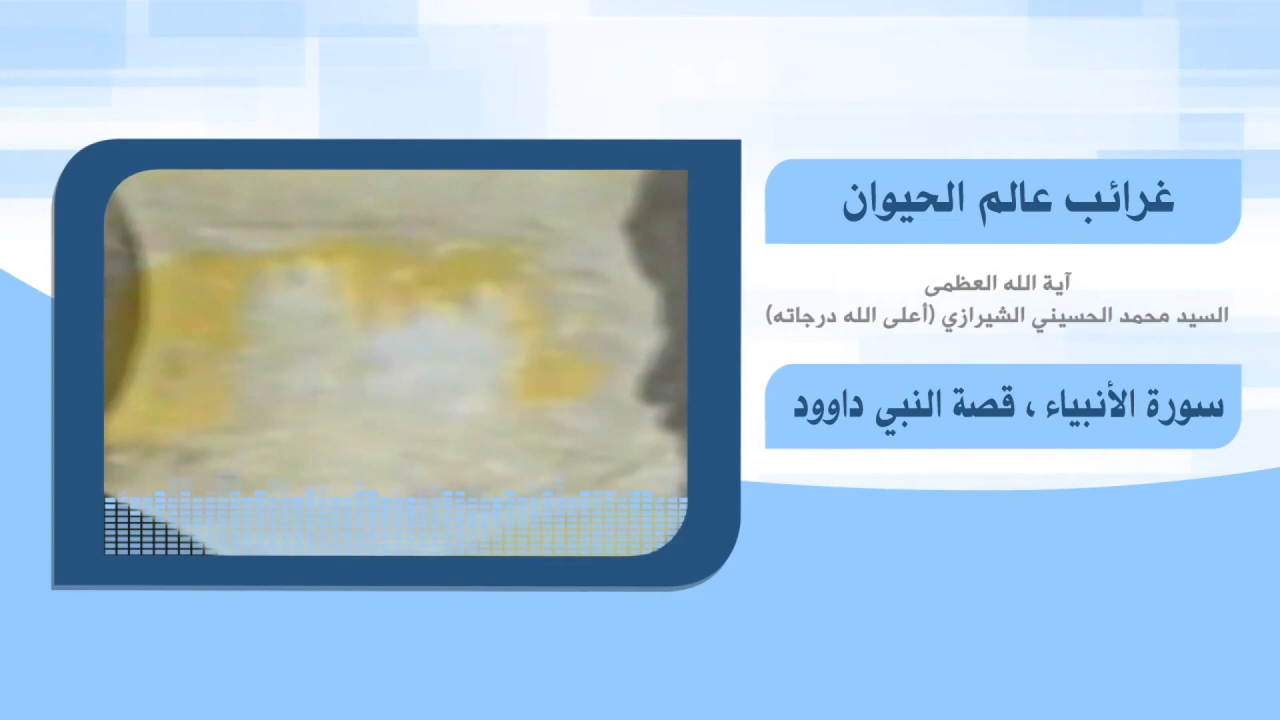 غرائب عالم الحيوان
آية الله العظمى
السيد محمد الحسيني الشيرازي (أعلى الله درجاته)
سورة الأنبياء ، قصة النبي داوود